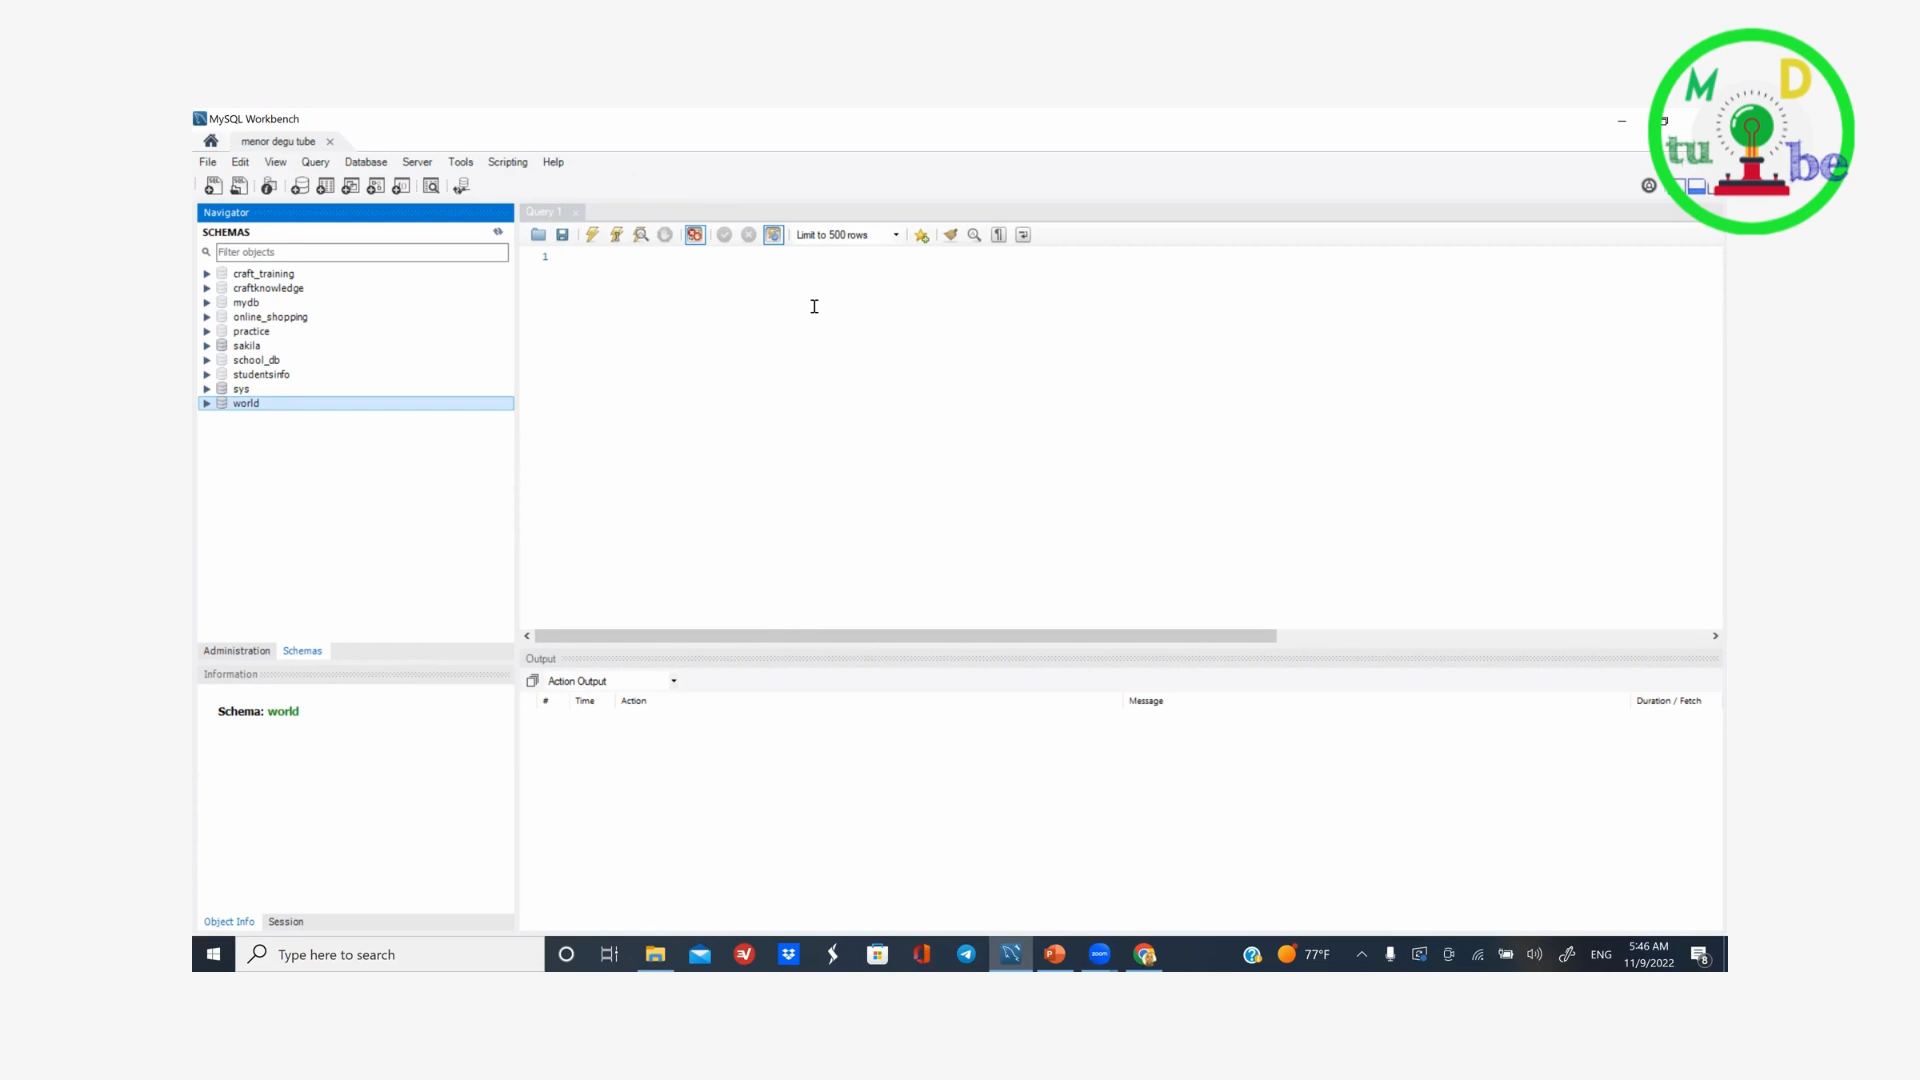 M D
tu be
MySQL Workbench
menor degu tube
File Edit View Query Database Server Tools Scripting Help
Navigator
Query 1
SCHEMAS
Limit to 500 rows
Filter objects
1
craft_training
craftknowledge
mydb
online_shopping
practice
sakila
school_db
studentsinfo
sys
world
Administration Schemas
Output
Information
Action Output
# Time Action Message Duration / Fetch
Schema: world
Object Info Session
Type here to search
zoom
77°F
ENG
5:46 AM
11/9/2022
8